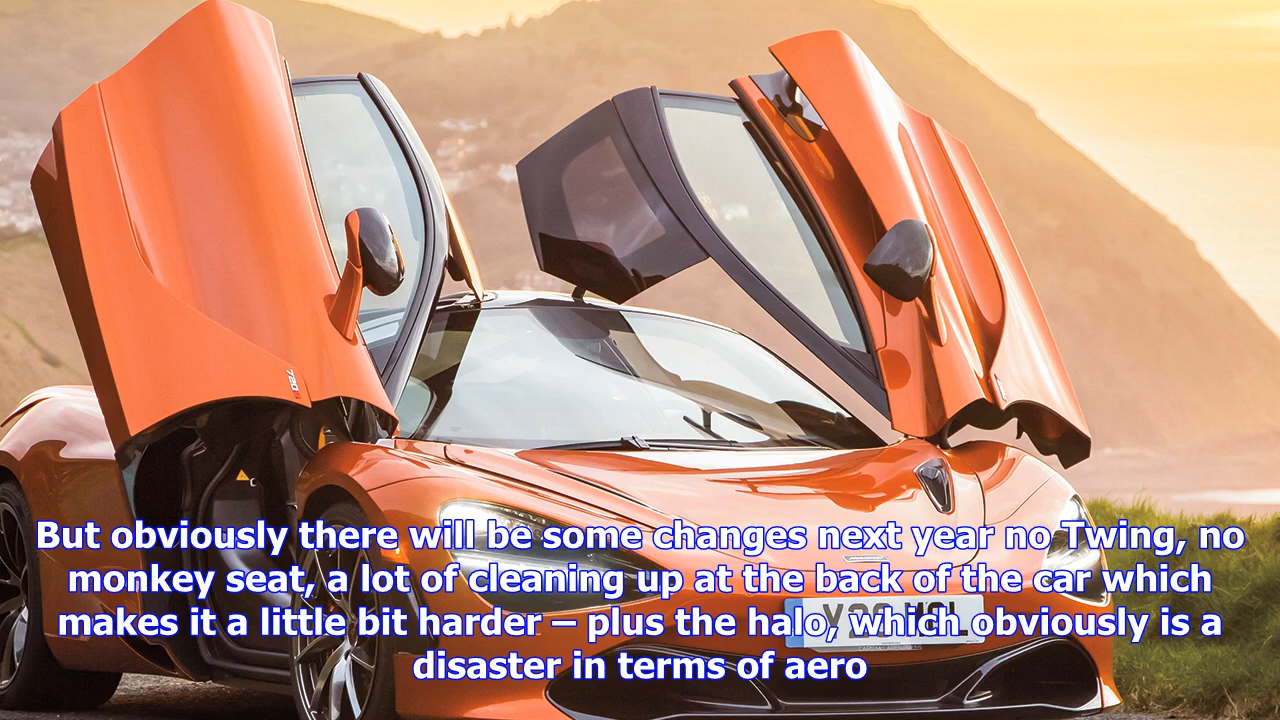 720
But obviously there will be some changes next year no Twing, no
monkey seat, a lot of cleaning up at the back of the car which
makes it a little bit harder – plus the halo, which obviously is a
disaster in terms of aero